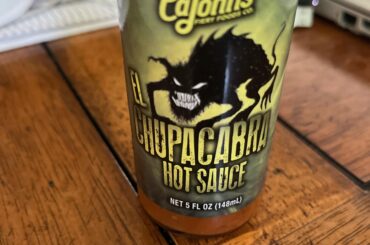 Cajohns
FIERY FOODS CO.
EL
CHUPACABRA
HOT SAUCE
NET 5 FL OZ (148mL)